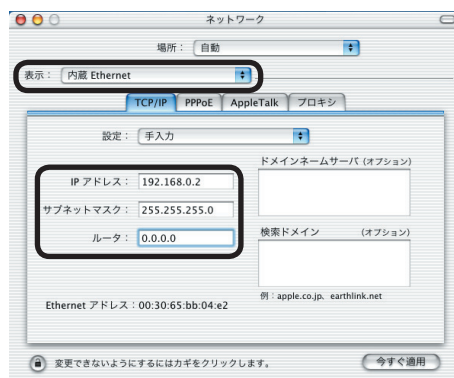 ネットワーク
場所： 自動
表示： 内蔵 Ethernet
TCP/IP PPPoE AppleTalk プロキシ
設定： 手入力
ドメインネームサーバ (オプション)
IP アドレス： 192.168.0.2
サブネットマスク： 255.255.255.0
ルータ： 0.0.0.0
検索ドメイン (オプション)
例：apple.co.jp、earthlink.net
Ethernet アドレス：00:30:65:bb:04:e2
変更できないようにするにはカギをクリックします。
今すぐ適用